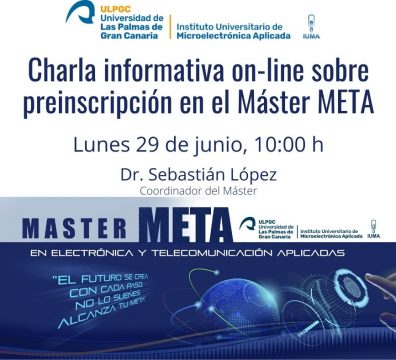 ULPGC
Universidad de
Las Palmas de
Gran Canaria
Instituto Universitario de
Microelectrónica Aplicada
IUMA
Charla informativa on-line sobre
preinscripción en el Máster META
Lunes 29 de junio, 10:00 h
Dr. Sebastián López
Coordinador del Máster
MASTER META
ULPGC
Universidad de
Las Palmas de
Gran Canaria
Instituto Universitario de
Microelectrónica Aplicada
IUMA
EN ELECTRÓNICA Y TELECOMUNICACIÓN APLICADAS
"EL FUTURO SE CREA
CON CADA PASO,
NO LO SUEÑES,
ALCANZA TU META"